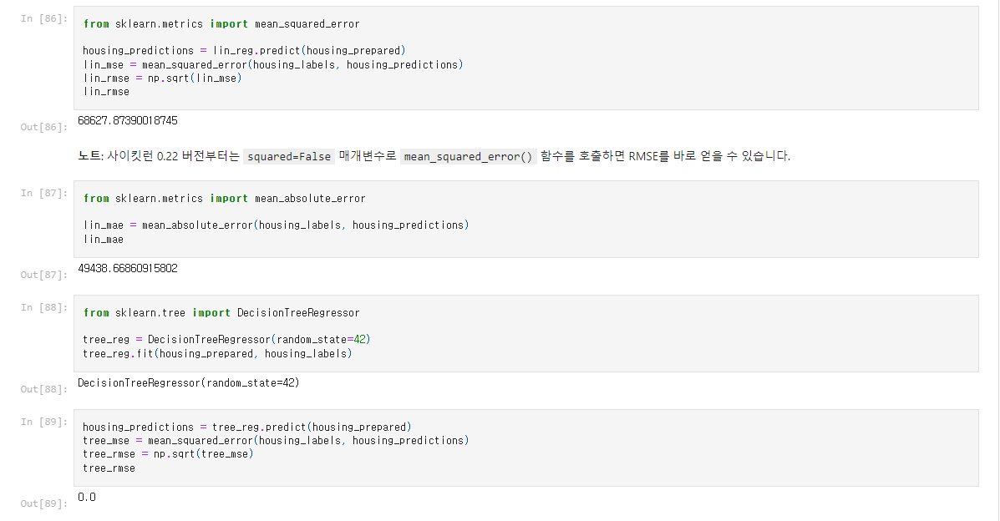 In [86]:
from sklearn.metrics import mean_squared_error
housing_predictions = lin_reg.predict(housing_prepared)
lin_mse = mean_squared_error(housing_labels, housing_predictions)
lin_rmse = np.sqrt(lin_mse)
lin_rmse
Out[86]:
68627.87390018745
노트: 사이킷런 0.22 버전부터는 squared=False 매개변수로 mean_squared_error() 함수를 호출하면 RMSE를 바로 얻을 수 있습니다.
In [87]:
from sklearn.metrics import mean_absolute_error
lin_mae = mean_absolute_error(housing_labels, housing_predictions)
lin_mae
Out[87]:
49438.66860915802
In [88]:
from sklearn.tree import DecisionTreeRegressor
tree_reg = DecisionTreeRegressor(random_state=42)
tree_reg.fit(housing_prepared, housing_labels)
Out[88]:
DecisionTreeRegressor(random_state=42)
In [89]:
housing_predictions = tree_reg.predict(housing_prepared)
tree_mse = mean_squared_error(housing_labels, housing_predictions)
tree_rmse = np.sqrt(tree_mse)
tree_rmse
Out[89]:
0.0